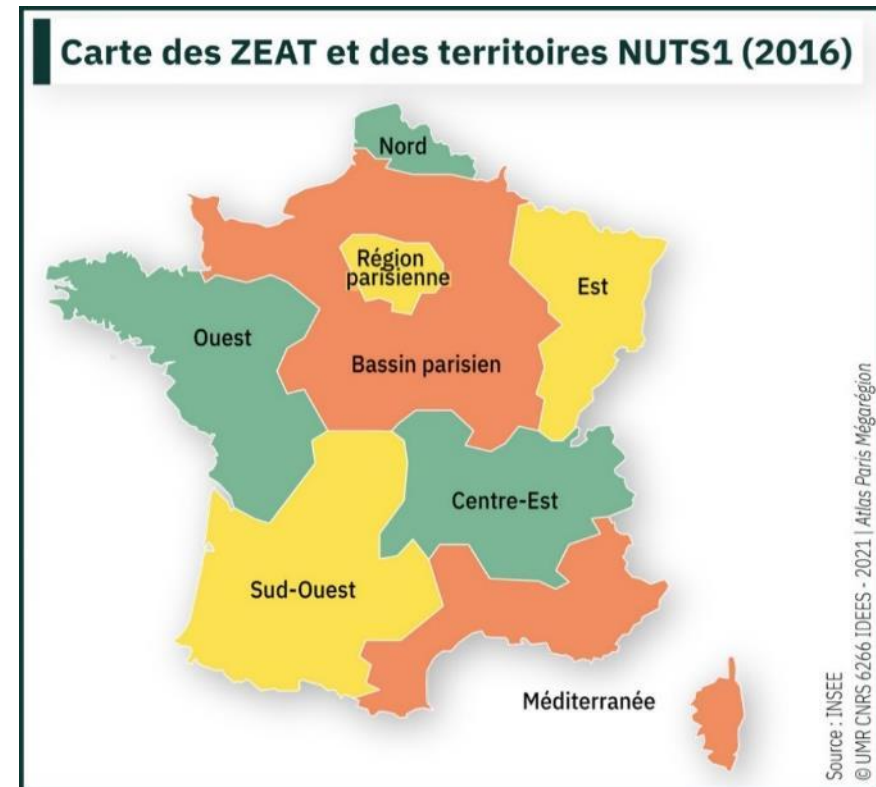 Carte des ZEAT et des territoires NUTS1 (2016)
Nord
Région
parisienne
Est
Ouest
Bassin parisien
Centre-Est
Sud-Ouest
Méditerranée
Source : INSEE
© UMR CNRS 6266 IDEES - 2021 | Atlas Paris Mégarégion